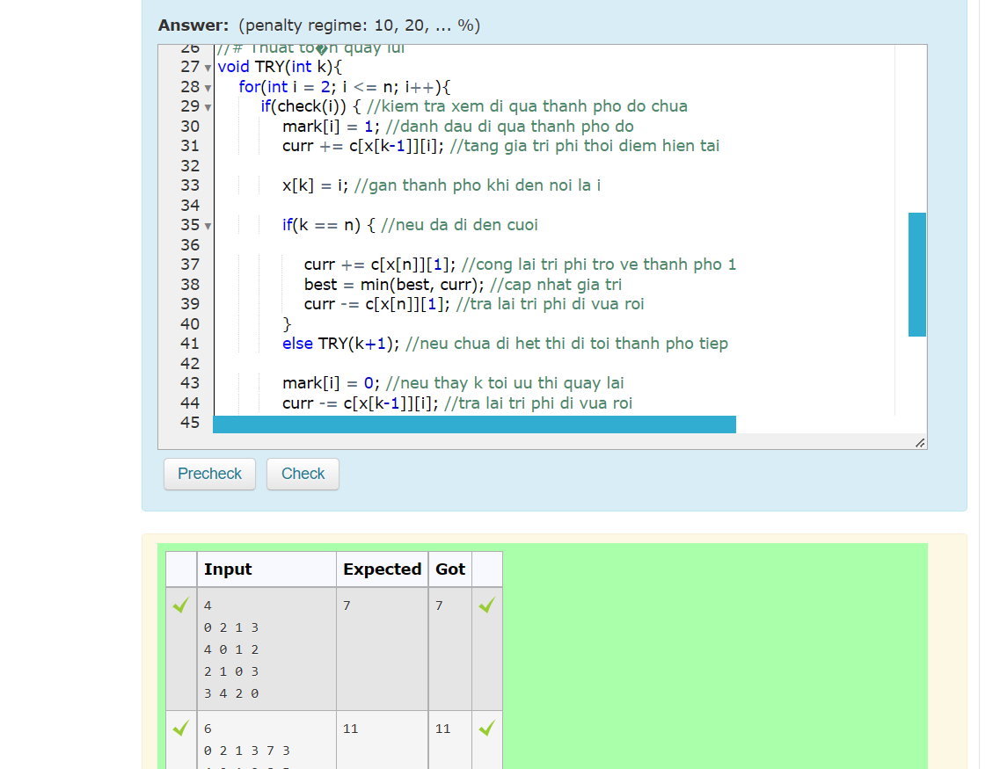 Answer: (penalty regime: 10, 20, ... %)
26 //# Thuat to�n quay lui
27 void TRY(int k){
28 for(int i = 2; i <= n; i++){
29 if(check(i)) { //kiem tra xem di qua thanh pho do chua
30 mark[i] = 1; //danh dau di qua thanh pho do
31 curr += c[x[k-1]][i]; //tang gia tri phi thoi diem hien tai
32
33 x[k] = i; //gan thanh pho khi den noi la i
34
35 if(k == n) { //neu da di den cuoi
36
37 curr += c[x[n]][1]; //cong lai tri phi tro ve thanh pho 1
38 best = min(best, curr); //cap nhat gia tri
39 curr -= c[x[n]][1]; //tra lai tri phi di vua roi
40 }
41 else TRY(k+1); //neu chua di het thi di toi thanh pho tiep
42
43 mark[i] = 0; //neu thay k toi uu thi quay lai
44 curr -= c[x[k-1]][i]; //tra lai tri phi di vua roi
45
Precheck Check
Input Expected Got
4 7 7
0 2 1 3
4 0 1 2
2 1 0 3
3 4 2 0
6 11 11
0 2 1 3 7 3